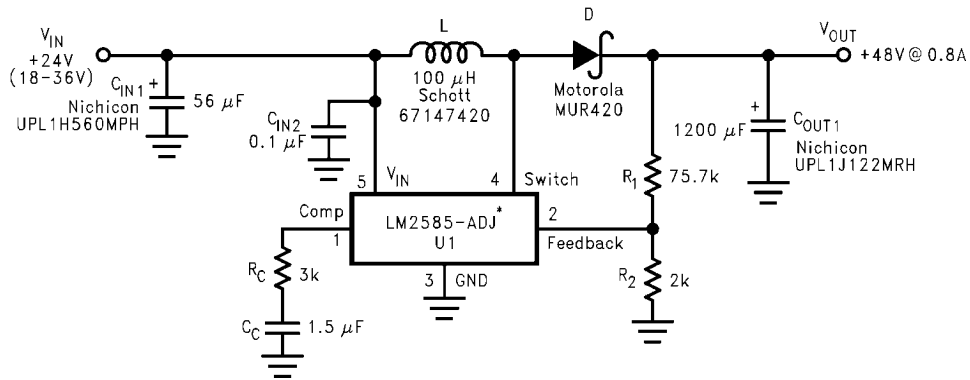 V_IN
+24V
(18-36V)
C_IN1 +
56 μF
Nichicon
UPL1H560MPH
C_IN2
0.1 μF
L
100 μH
Schott
67147420
D
Motorola
MUR420
V_OUT
+48V@0.8A
+
1200 μF
C_OUT1
Nichicon
UPL1J122MRH
R_1
75.7k
5
V_IN
4
Switch
Comp
1
LM2585-ADJ*
U1
2
Feedback
3
GND
R_C
3k
C_C
1.5 μF
R_2
2k